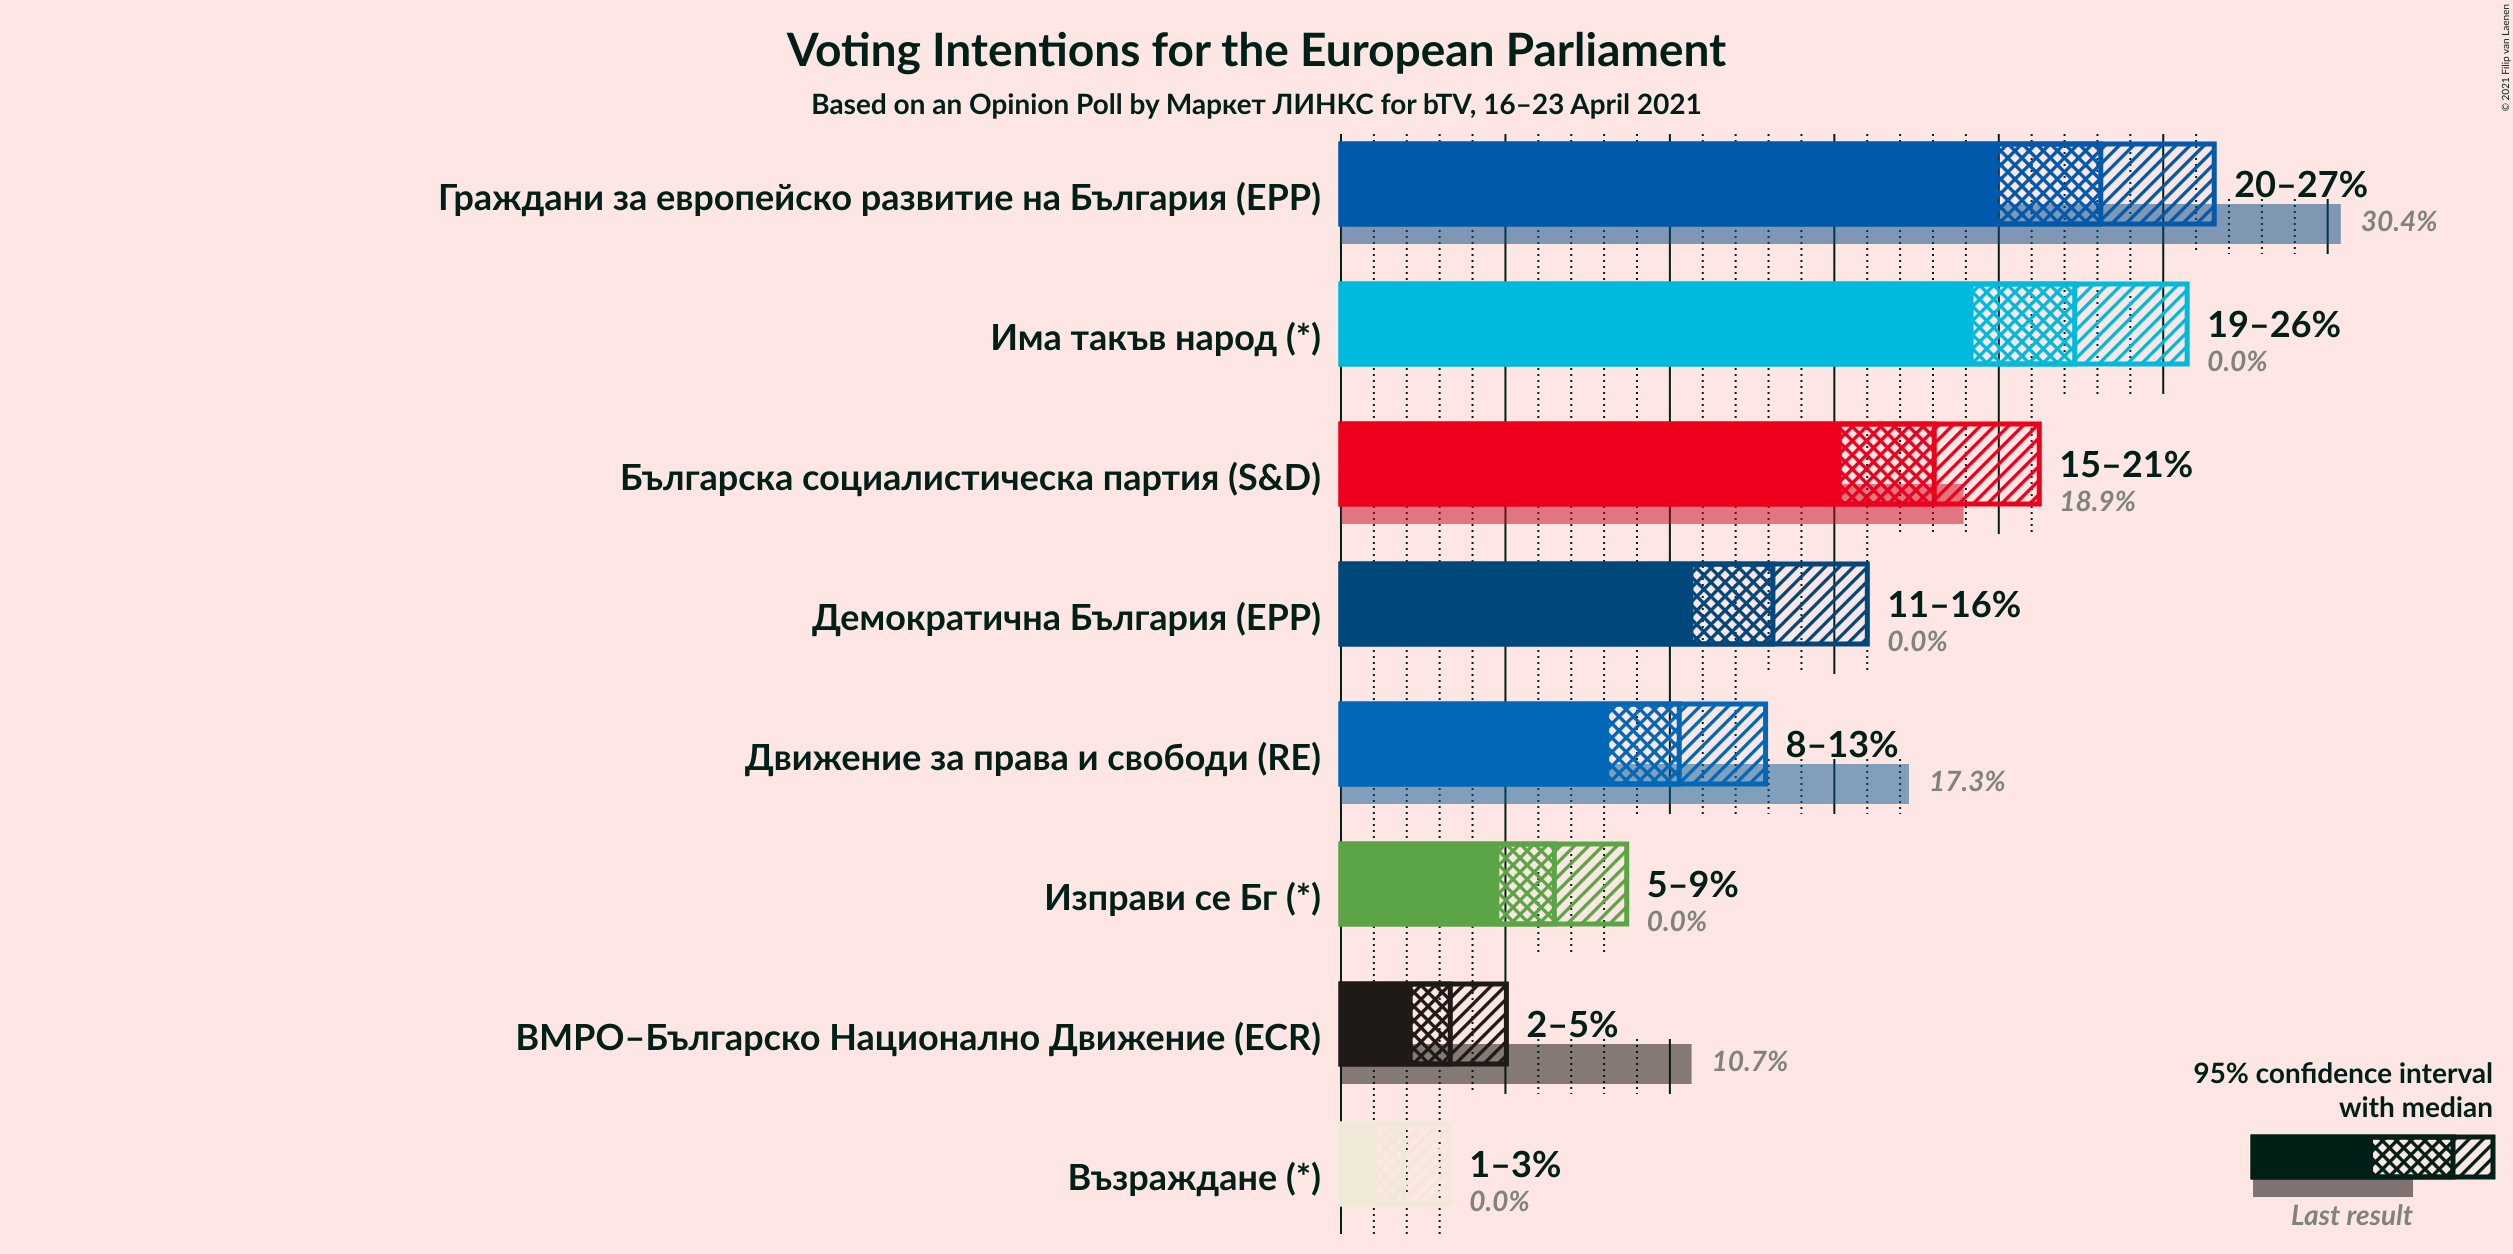 Voting Intentions for the European Parliament
Based on an Opinion Poll by Маркет ЛИНКС for bTV, 16–23 April 2021
© 2021 Filip van Laenen
Граждани за европейско развитие на България (EPP)
20–27%
30.4%
Има такъв народ (*)
19–26%
0.0%
Българска социалистическа партия (S&D)
15–21%
18.9%
Демократична България (EPP)
11–16%
0.0%
Движение за права и свободи (RE)
8–13%
17.3%
Изправи се Бг (*)
5–9%
0.0%
ВМРО–Българско Национално Движение (ECR)
2–5%
10.7%
Възраждане (*)
1–3%
0.0%
95% confidence interval
with median
Last result